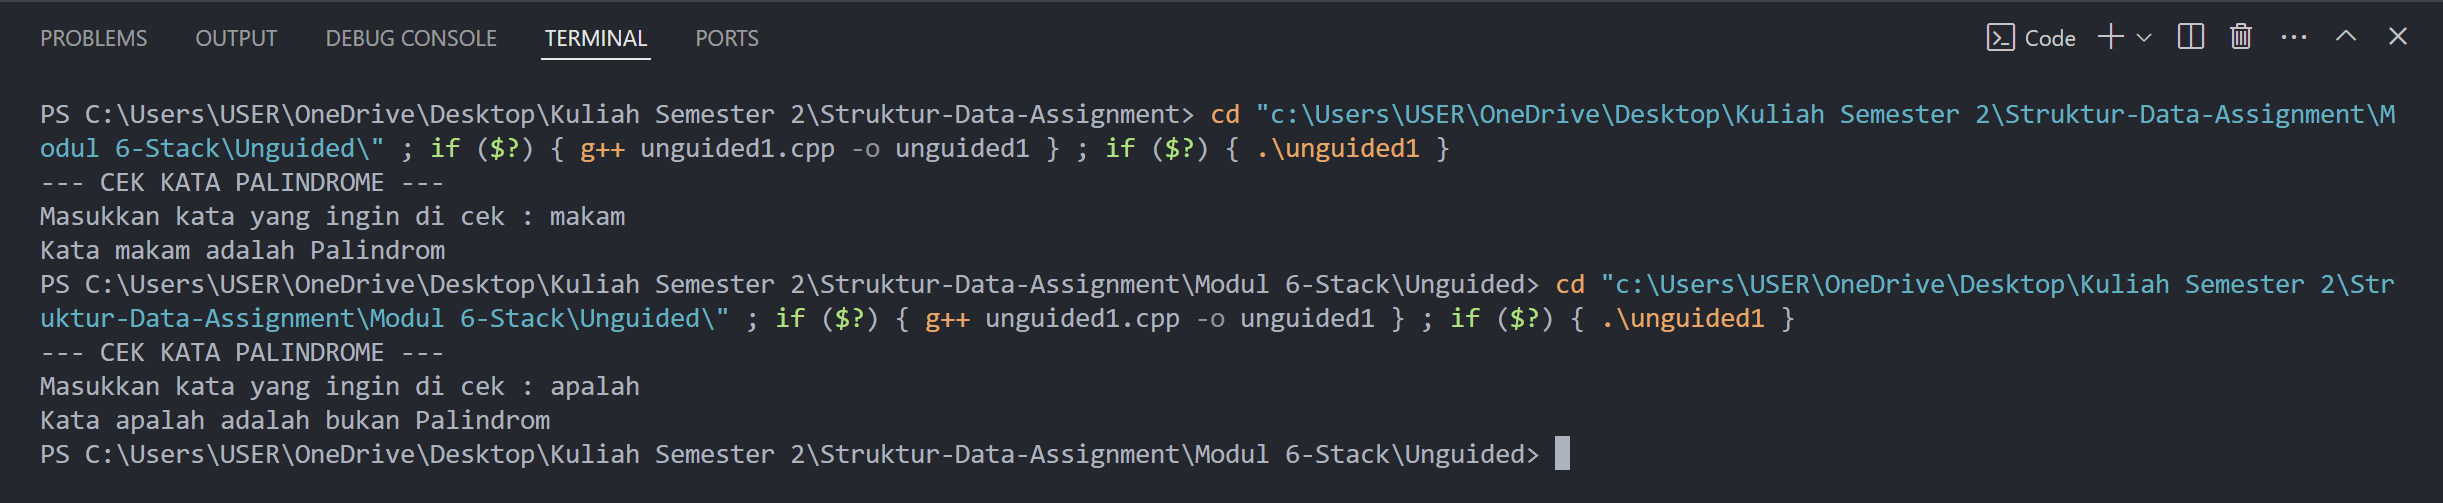 PROBLEMS OUTPUT DEBUG CONSOLE TERMINAL PORTS Code
PS C:\Users\USER\OneDrive\Desktop\Kuliah Semester 2\Struktur-Data-Assignment> cd "c:\Users\USER\OneDrive\Desktop\Kuliah Semester 2\Struktur-Data-Assignment\M
odul 6-Stack\Unguided\" ; if ($?) { g++ unguided1.cpp -o unguided1 } ; if ($?) { .\unguided1 }
--- CEK KATA PALINDROME ---
Masukkan kata yang ingin di cek : makam
Kata makam adalah Palindrom
PS C:\Users\USER\OneDrive\Desktop\Kuliah Semester 2\Struktur-Data-Assignment\Modul 6-Stack\Unguided> cd "c:\Users\USER\OneDrive\Desktop\Kuliah Semester 2\Str
uktur-Data-Assignment\Modul 6-Stack\Unguided\" ; if ($?) { g++ unguided1.cpp -o unguided1 } ; if ($?) { .\unguided1 }
--- CEK KATA PALINDROME ---
Masukkan kata yang ingin di cek : apalah
Kata apalah adalah bukan Palindrom
PS C:\Users\USER\OneDrive\Desktop\Kuliah Semester 2\Struktur-Data-Assignment\Modul 6-Stack\Unguided>